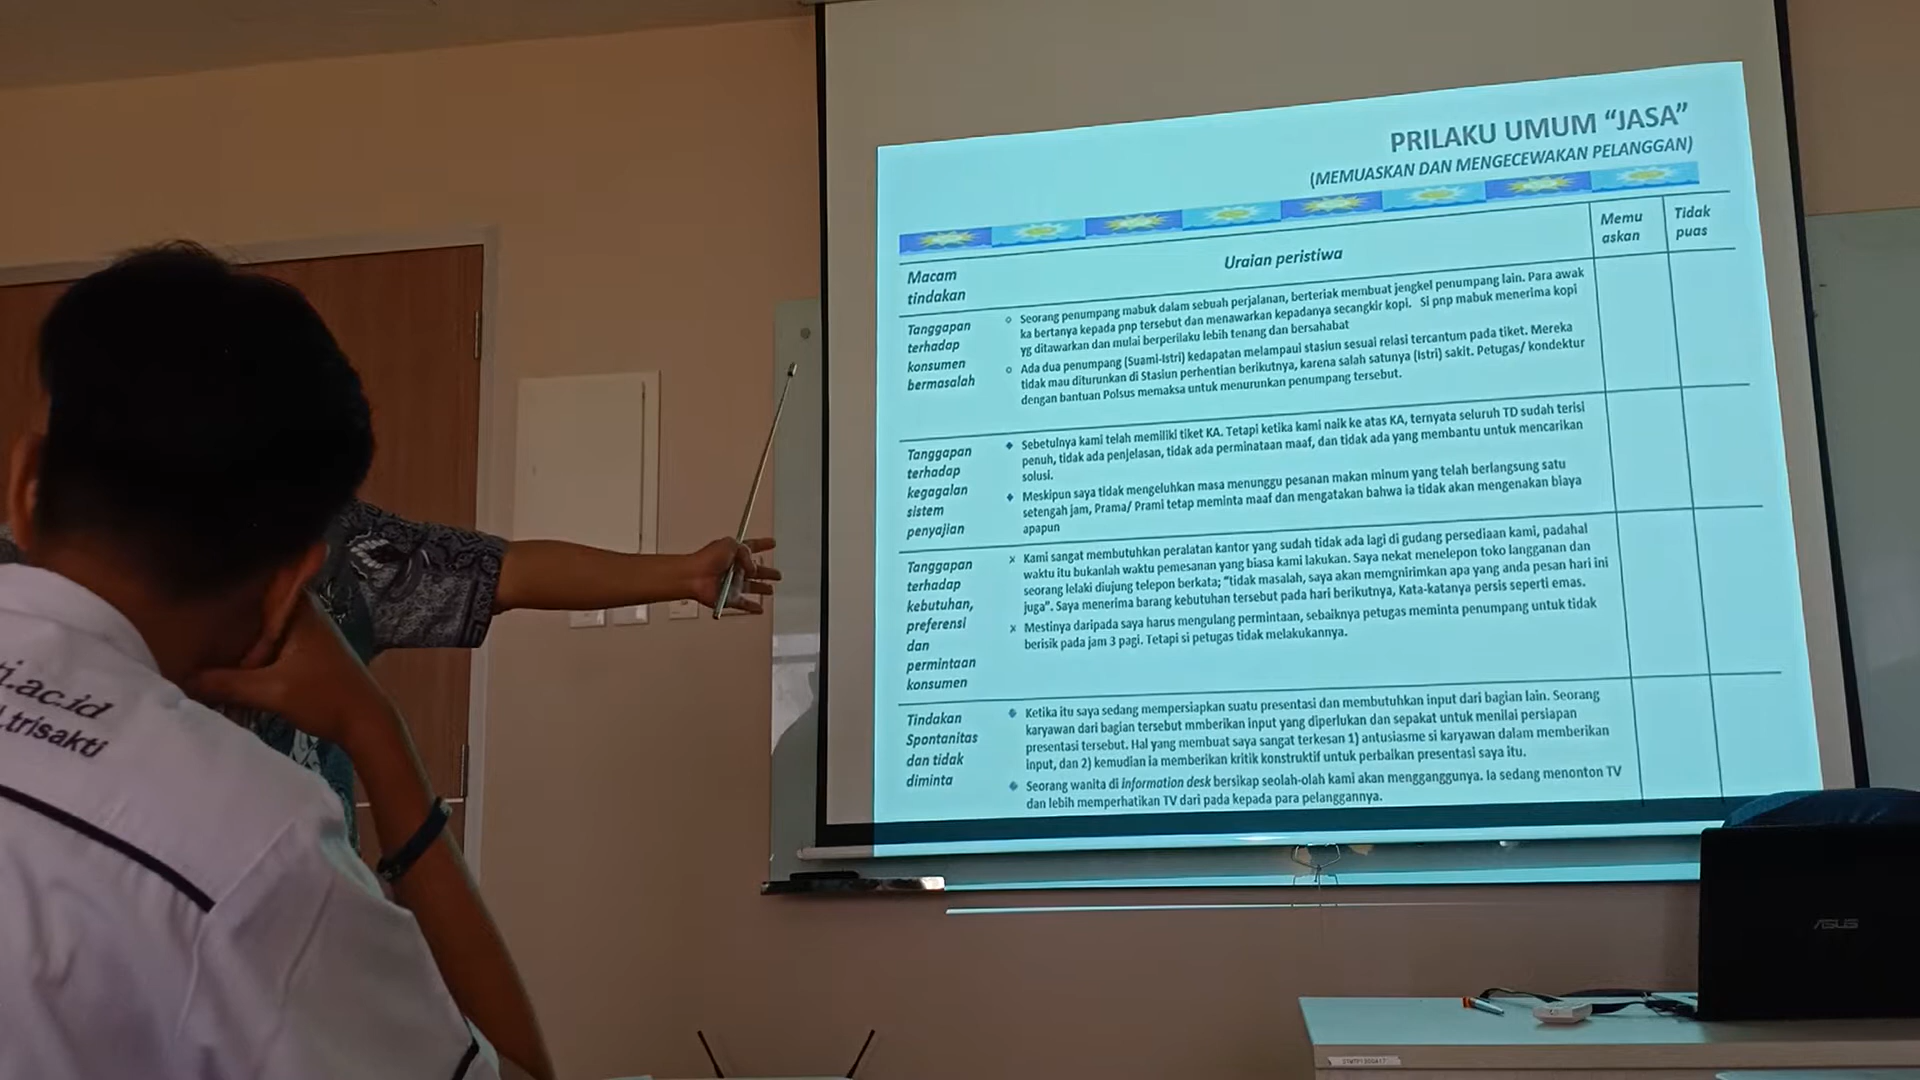 PRILAKU UMUM “JASA”
(MEMUASKAN DAN MENGECEWAKAN PELANGGAN)
Macam
tindakan
Uraian peristiwa
Memu
askan
Tidak
puas
Tanggapan
terhadap
konsumen
bermasalah
Seorang penumpang mabuk dalam sebuah perjalanan, berteriak membuat jengkel penumpang lain. Para awak
ka bertanya kepada pnp tersebut dan menawarkan kepadanya secangkir kopi. Si pnp mabuk menerima kopi
yg ditawarkan dan mulai berperilaku lebih tenang dan bersahabat
Ada dua penumpang (Suami-Istri) kedapatan melampaui stasiun sesuai relasi tercantum pada tiket. Mereka
tidak mau diturunkan di Stasiun perhentian berikutnya, karena salah satunya (Istri) sakit. Petugas/ kondektur
dengan bantuan Polsus memaksa untuk menurunkan penumpang tersebut.
Tanggapan
terhadap
kegagalan
sistem
penyajian
Sebetulnya kami telah memiliki tiket KA. Tetapi ketika kami naik ke atas KA, ternyata seluruh TD sudah terisi
penuh, tidak ada penjelasan, tidak ada perminataan maaf, dan tidak ada yang membantu untuk mencarikan
solusi.
Meskipun saya tidak mengeluhkan masa menunggu pesanan makan minum yang telah berlangsung satu
setengah jam, Prama/ Prami tetap meminta maaf dan mengatakan bahwa ia tidak akan mengenakan biaya
apapun
Tanggapan
terhadap
kebutuhan,
preferensi
dan
permintaan
konsumen
Kami sangat membutuhkan peralatan kantor yang sudah tidak ada lagi di gudang persediaan kami, padahal
waktu itu bukanlah waktu pemesanan yang biasa kami lakukan. Saya nekat menelepon toko langganan dan
seorang lelaki diujung telepon berkata; “tidak masalah, saya akan memgnirimkan apa yang anda pesan hari ini
juga”. Saya menerima barang kebutuhan tersebut pada hari berikutnya, Kata-katanya persis seperti emas.
Mestinya daripada saya harus mengulang permintaan, sebaiknya petugas meminta penumpang untuk tidak
berisik pada jam 3 pagi. Tetapi si petugas tidak melakukannya.
Tindakan
Spontanitas
dan tidak
diminta
Ketika itu saya sedang mempersiapkan suatu presentasi dan membutuhkan input dari bagian lain. Seorang
karyawan dari bagian tersebut mmberikan input yang diperlukan dan sepakat untuk menilai persiapan
presentasi tersebut. Hal yang membuat saya sangat terkesan 1) antusiasme si karyawan dalam memberikan
input, dan 2) kemudian ia memberikan kritik konstruktif untuk perbaikan presentasi saya itu.
Seorang wanita di information desk bersikap seolah-olah kami akan mengganggunya. Ia sedang menonton TV
dan lebih memperhatikan TV dari pada kepada para pelanggannya.
.ac.id
trisakti
ASUS